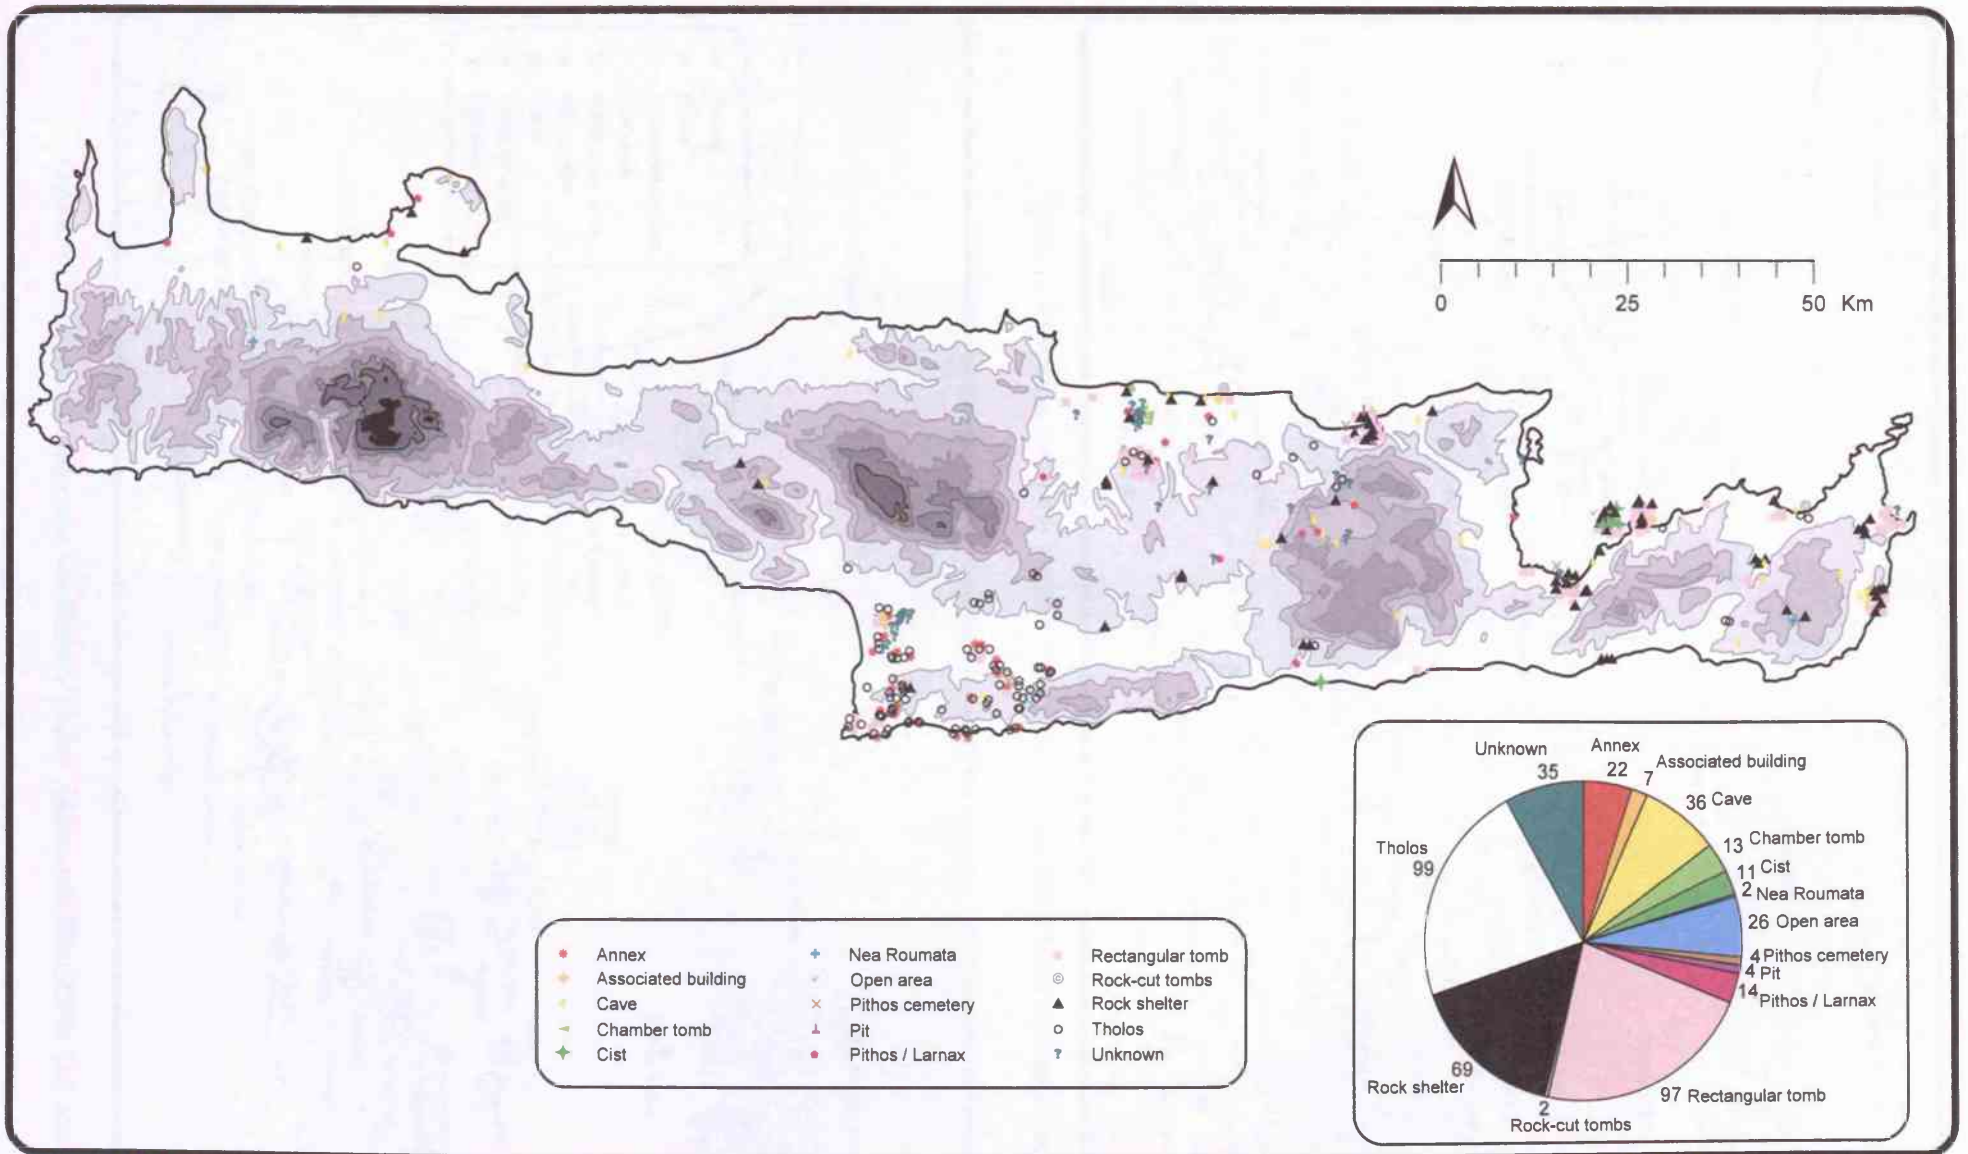 0 25 50 Km
Annex
Associated building
Cave
Chamber tomb
Cist
Nea Roumata
Open area
Pithos cemetery
Pit
Pithos / Larnax
Rectangular tomb
Rock-cut tombs
Rock shelter
Tholos
? Unknown
Unknown
35
Annex
22
7 Associated building
36 Cave
13 Chamber tomb
11 Cist
2 Nea Roumata
26 Open area
4 Pithos cemetery
4 Pit
14 Pithos / Larnax
97 Rectangular tomb
2
Rock-cut tombs
69
Rock shelter
Tholos
99